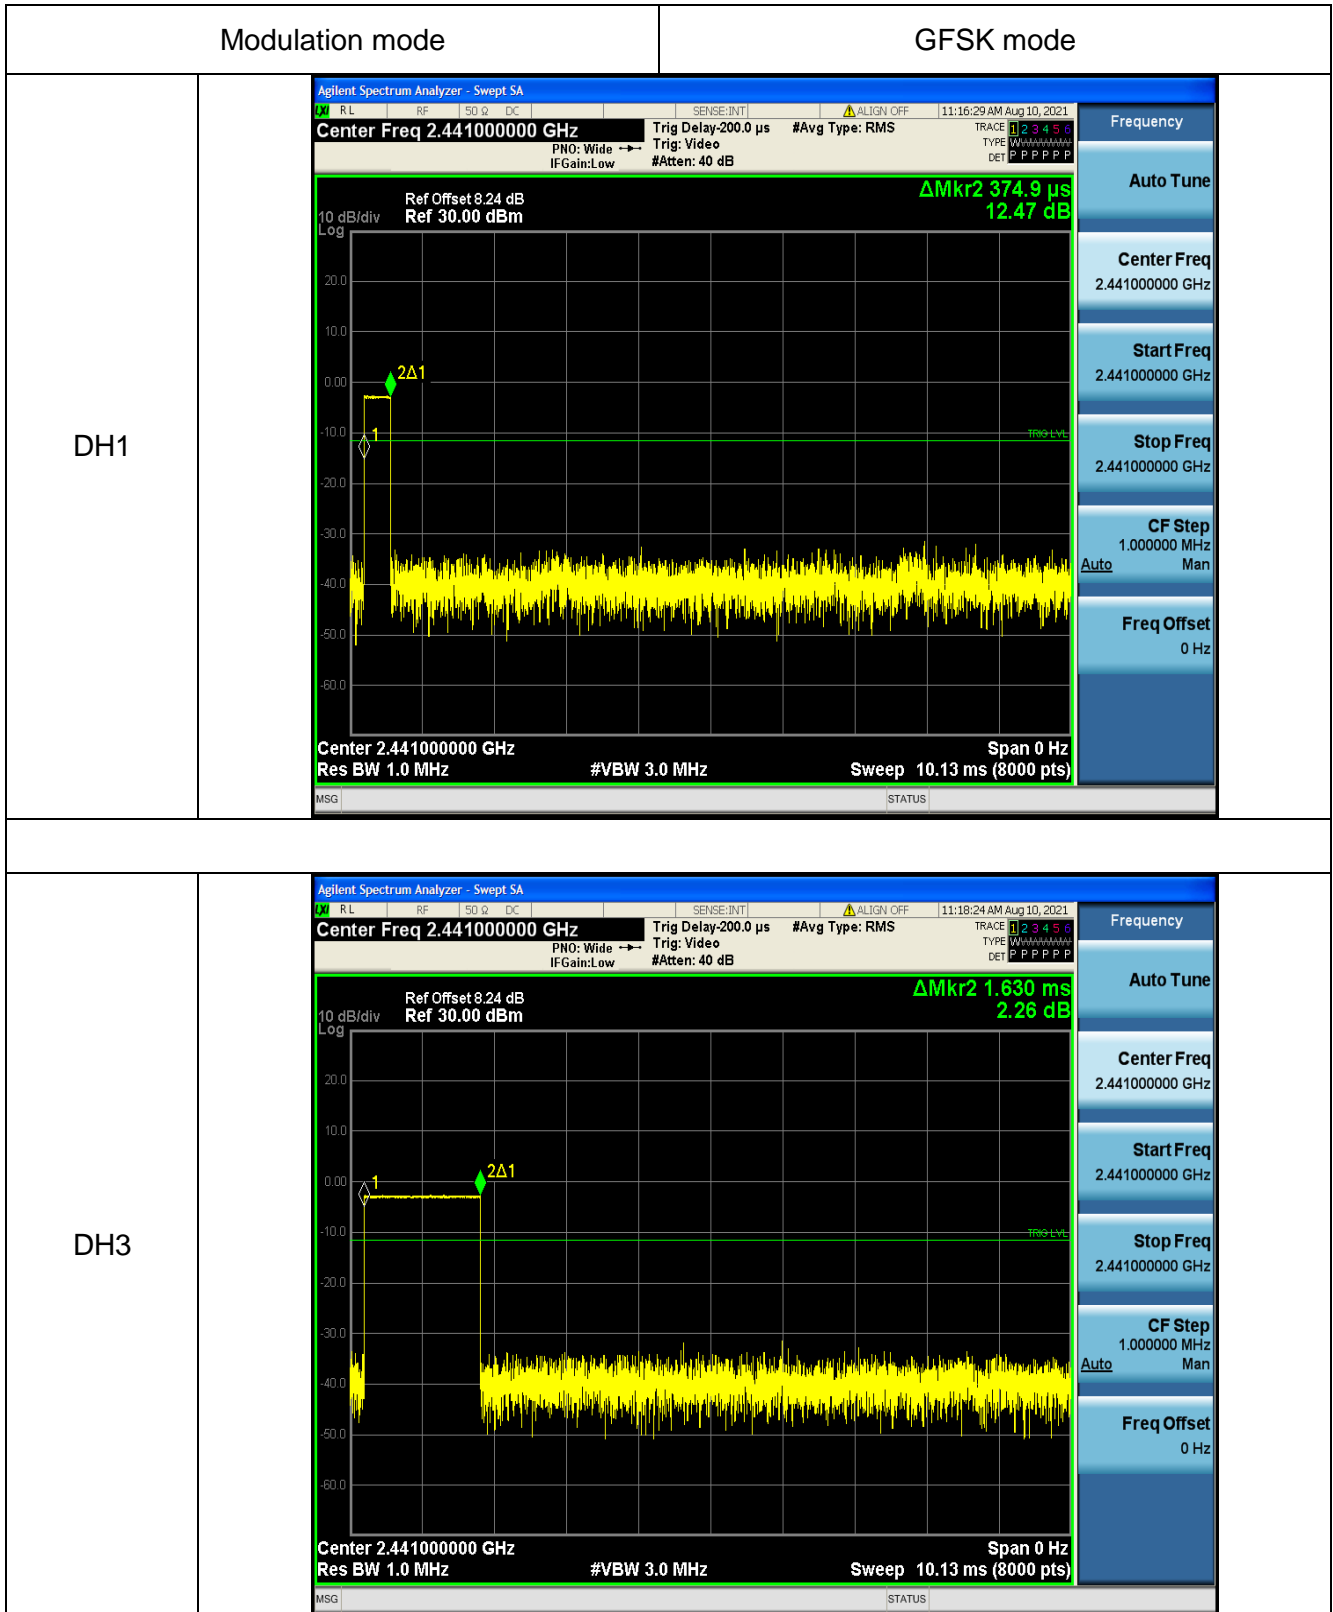 Modulation mode GFSK mode
DH1
Agilent Spectrum Analyzer - Swept SA
LXI RL RF 50 Ω DC SENSE:INT ALIGN OFF 11:16:29 AM Aug 10, 2021
Center Freq 2.441000000 GHz
PNO: Wide
IFGain:Low
Trig Delay-200.0 µs
Trig: Video
#Atten: 40 dB
#Avg Type: RMS
TRACE 1 2 3 4 5 6
TYPE WWWWWW
DET P P P P P P
Frequency
Auto Tune
Center Freq
2.441000000 GHz
Start Freq
2.441000000 GHz
Stop Freq
2.441000000 GHz
CF Step
1.000000 MHz
Auto Man
Freq Offset
0 Hz
ΔMkr2 374.9 µs
12.47 dB
Ref Offset 8.24 dB
10 dB/div Ref 30.00 dBm
Log
20.0
10.0
0.00
-10.0
-20.0
-30.0
-40.0
-50.0
-60.0
2Δ1
1
TRIG LVL
Center 2.441000000 GHz Span 0 Hz
Res BW 1.0 MHz #VBW 3.0 MHz Sweep 10.13 ms (8000 pts)
MSG STATUS
DH3
Agilent Spectrum Analyzer - Swept SA
LXI RL RF 50 Ω DC SENSE:INT ALIGN OFF 11:18:24 AM Aug 10, 2021
Center Freq 2.441000000 GHz
PNO: Wide
IFGain:Low
Trig Delay-200.0 µs
Trig: Video
#Atten: 40 dB
#Avg Type: RMS
TRACE 1 2 3 4 5 6
TYPE WWWWWW
DET P P P P P P
Frequency
Auto Tune
Center Freq
2.441000000 GHz
Start Freq
2.441000000 GHz
Stop Freq
2.441000000 GHz
CF Step
1.000000 MHz
Auto Man
Freq Offset
0 Hz
ΔMkr2 1.630 ms
2.26 dB
Ref Offset 8.24 dB
10 dB/div Ref 30.00 dBm
Log
20.0
10.0
0.00
-10.0
-20.0
-30.0
-40.0
-50.0
-60.0
1
2Δ1
TRIG LVL
Center 2.441000000 GHz Span 0 Hz
Res BW 1.0 MHz #VBW 3.0 MHz Sweep 10.13 ms (8000 pts)
MSG STATUS